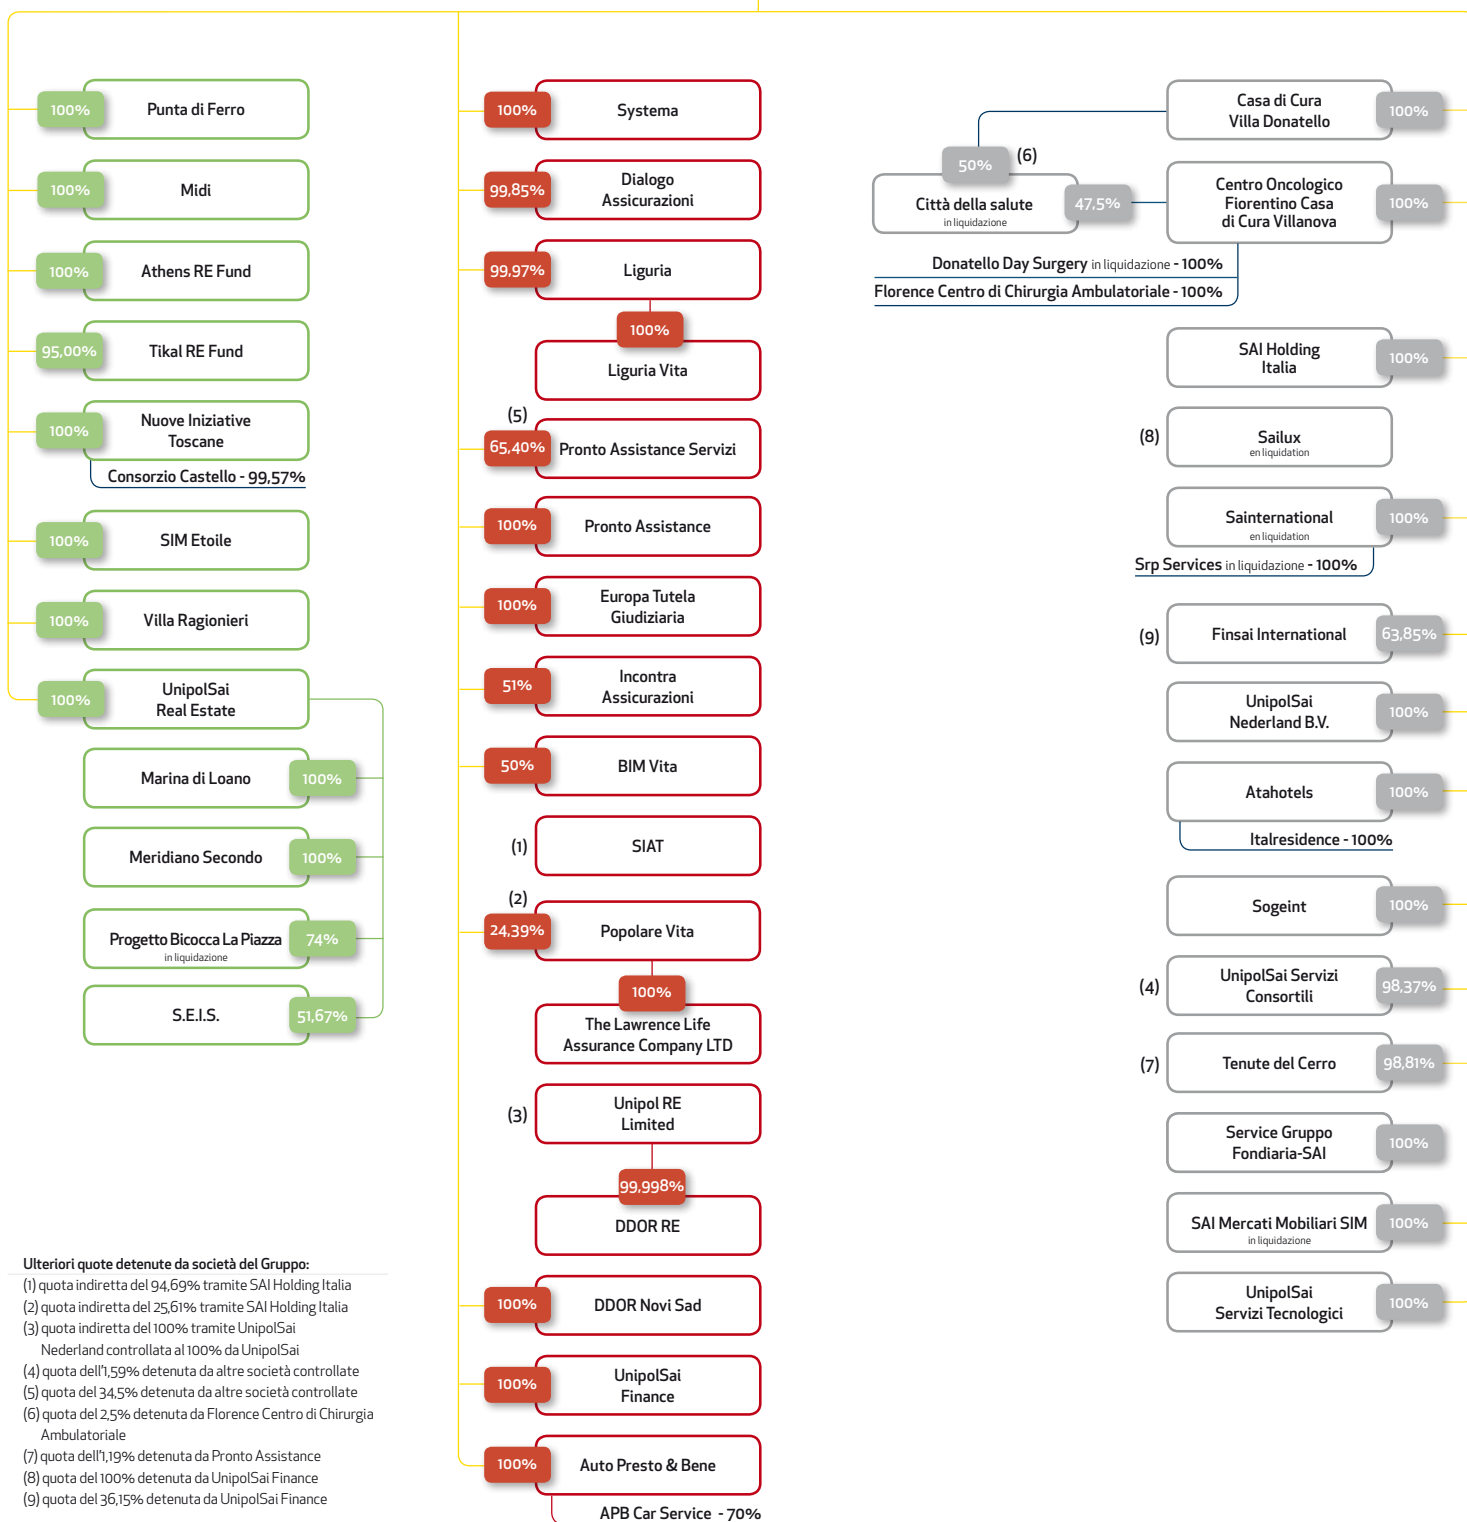 100%
Punta di Ferro
100%
Midi
100%
Athens RE Fund
95,00%
Tikal RE Fund
100%
Nuove Iniziative
Toscane
Consorzio Castello - 99,57%
100%
SIM Etoile
100%
Villa Ragionieri
100%
UnipolSai
Real Estate
Marina di Loano
100%
Meridiano Secondo
100%
Progetto Bicocca La Piazza
in liquidazione
74%
S.E.I.S.
51,67%
Ulteriori quote detenute da società del Gruppo:
(1) quota indiretta del 94,69% tramite SAI Holding Italia
(2) quota indiretta del 25,61% tramite SAI Holding Italia
(3) quota indiretta del 100% tramite UnipolSai
Nederland controllata al 100% da UnipolSai
(4) quota dell'1,59% detenuta da altre società controllate
(5) quota del 34,5% detenuta da altre società controllate
(6) quota del 2,5% detenuta da Florence Centro di Chirurgia
Ambulatoriale
(7) quota dell'1,19% detenuta da Pronto Assistance
(8) quota del 100% detenuta da UnipolSai Finance
(9) quota del 36,15% detenuta da UnipolSai Finance
100%
Systema
99,85%
Dialogo
Assicurazioni
99,97%
Liguria
100%
Liguria Vita
(5)
65,40%
Pronto Assistance Servizi
100%
Pronto Assistance
100%
Europa Tutela
Giudiziaria
51%
Incontra
Assicurazioni
50%
BIM Vita
(1)
SIAT
(2)
24,39%
Popolare Vita
100%
The Lawrence Life
Assurance Company LTD
(3)
Unipol RE
Limited
99,998%
DDOR RE
100%
DDOR Novi Sad
100%
UnipolSai
Finance
100%
Auto Presto & Bene
APB Car Service - 70%
Casa di Cura
Villa Donatello
100%
50%
(6)
Città della salute
in liquidazione
47,5%
Centro Oncologico
Fiorentino Casa
di Cura Villanova
100%
Donatello Day Surgery in liquidazione - 100%
Florence Centro di Chirurgia Ambulatoriale - 100%
SAI Holding
Italia
100%
(8)
Sailux
en liquidation
Sainternational
en liquidation
100%
Srp Services in liquidazione - 100%
(9)
Finsai International
63,85%
UnipolSai
Nederland B.V.
100%
Atahotels
100%
Italresidence - 100%
Sogeint
100%
(4)
UnipolSai Servizi
Consortili
98,37%
(7)
Tenute del Cerro
98,81%
Service Gruppo
Fondiaria-SAI
100%
SAI Mercati Mobiliari SIM
in liquidazione
100%
UnipolSai
Servizi Tecnologici
100%